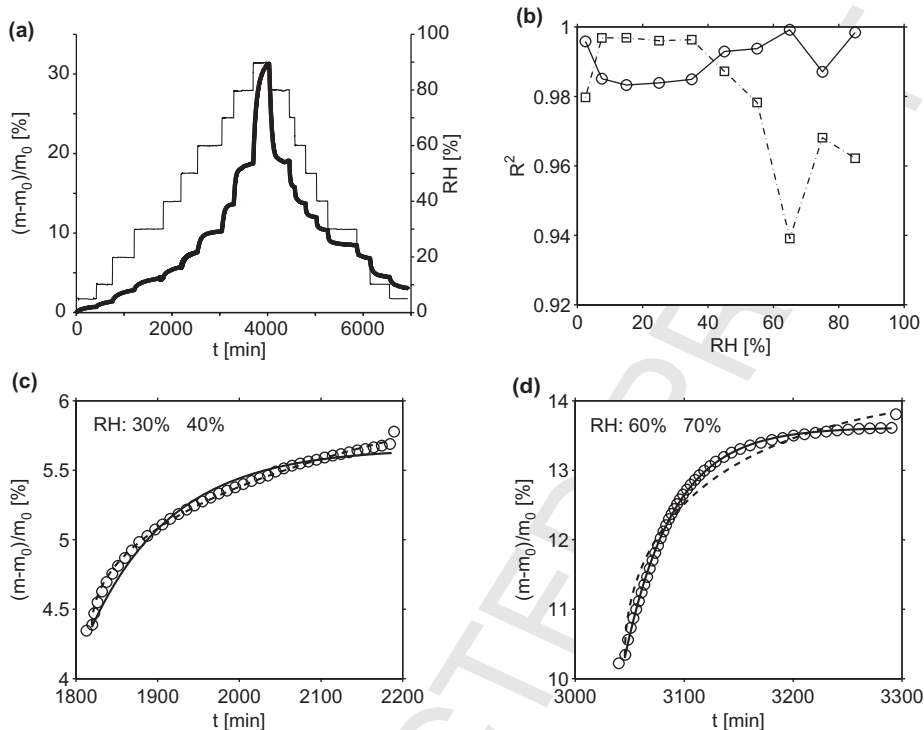 (a)
(m-m₀)/m₀ [%]
30
20
10
0
100
80
60
40
20
0
RH [%]
0
2000
4000
6000
t [min]
(b)
R²
1
0.98
0.96
0.94
0.92
0
20
40
60
80
100
RH [%]
(c)
RH: 30% 40%
(m-m₀)/m₀ [%]
6
5.5
5
4.5
4
1800
1900
2000
2100
2200
t [min]
(d)
RH: 60% 70%
(m-m₀)/m₀ [%]
14
13
12
11
10
3000
3100
3200
3300
t [min]